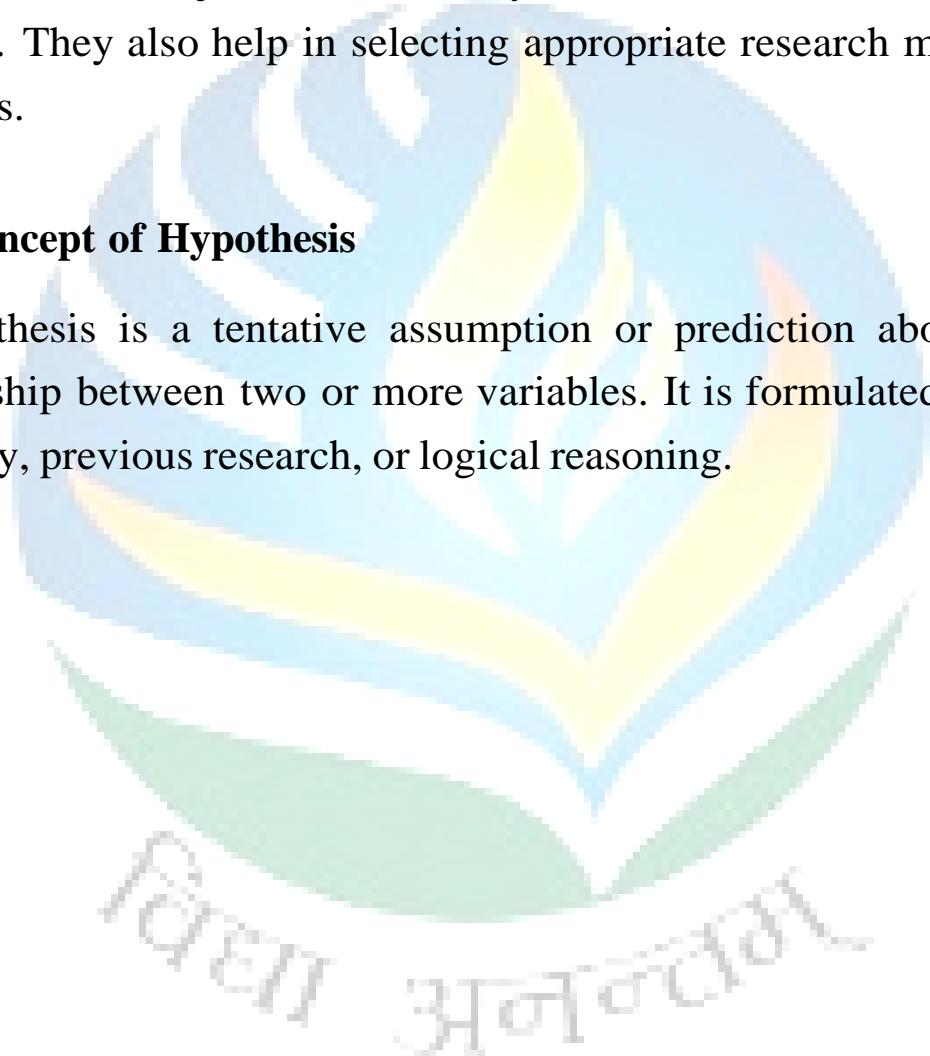 . They also help in selecting appropriate research m
s.
ncept of Hypothesis
thesis is a tentative assumption or prediction abo
ship between two or more variables. It is formulated
y, previous research, or logical reasoning.
विद्या अनन्तम्